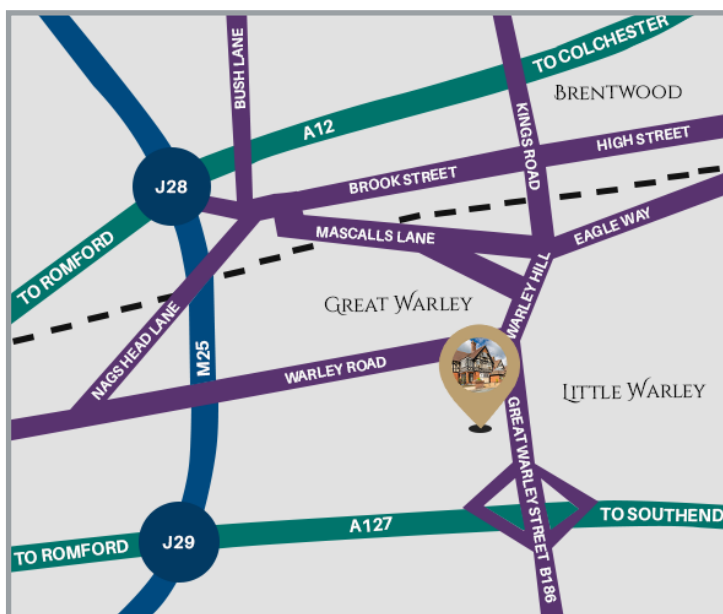 BUSH LANE
TO COLCHESTER
BRENTWOOD
A12
KINGS ROAD
HIGH STREET
J28
BROOK STREET
EAGLE WAY
MASCALLS LANE
TO ROMFORD
GREAT WARLEY
WARLEY HILL
NAGS HEAD LANE
M25
WARLEY ROAD
LITTLE WARLEY
GREAT WARLEY STREET B186
J29
A127
TO SOUTHEND
TO ROMFORD